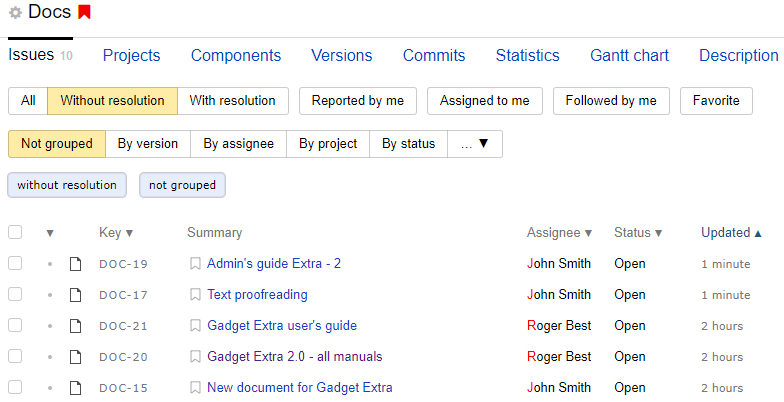 Docs
Issues 10 Projects Components Versions Commits Statistics Gantt chart Description
All Without resolution With resolution Reported by me Assigned to me Followed by me Favorite
Not grouped By version By assignee By project By status ... ▼
without resolution not grouped
▼ Key ▼ Summary Assignee ▼ Status ▼ Updated ▲
DOC-19 Admin's guide Extra - 2 John Smith Open 1 minute
DOC-17 Text proofreading John Smith Open 1 minute
DOC-21 Gadget Extra user's guide Roger Best Open 2 hours
DOC-20 Gadget Extra 2.0 - all manuals Roger Best Open 2 hours
DOC-15 New document for Gadget Extra John Smith Open 2 hours